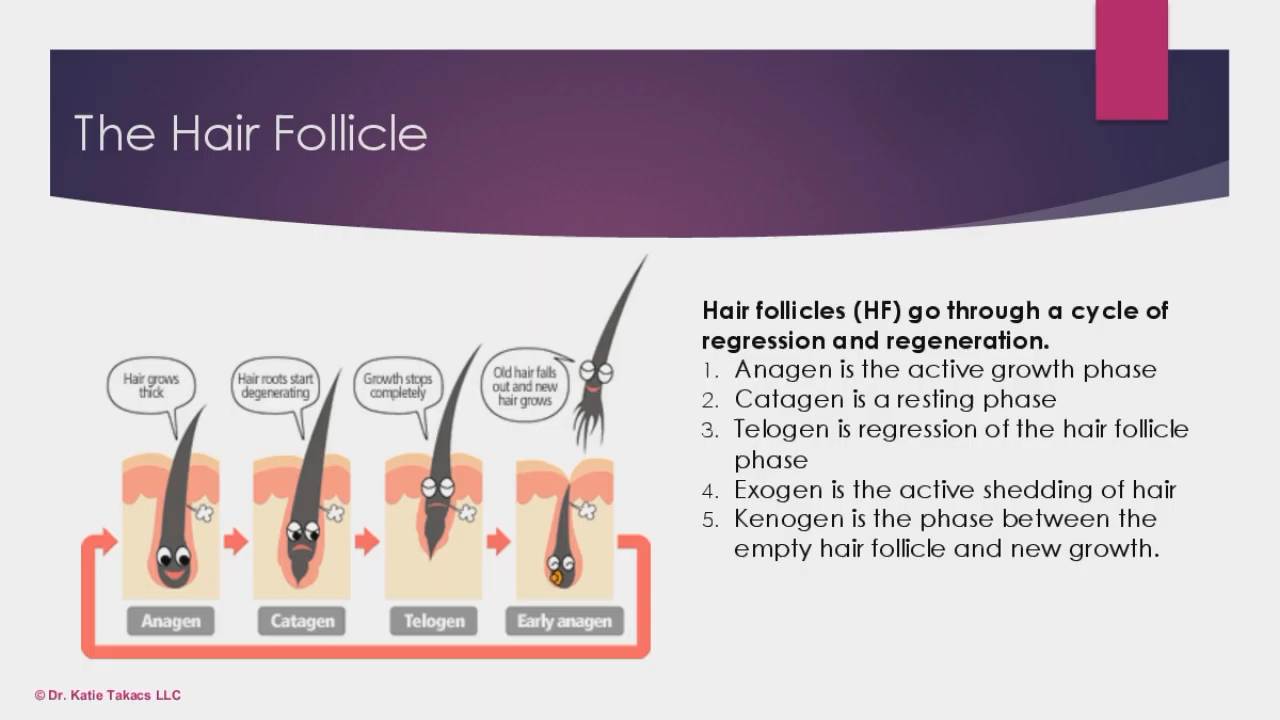 The Hair Follicle
Hair grows
thick
Hair roots start
degenerating
Growth stops
completely
Old hair falls
out and new
hair grows
Anagen
Catagen
Telogen
Early anagen
Hair follicles (HF) go through a cycle of
regression and regeneration.
1. Anagen is the active growth phase
2. Catagen is a resting phase
3. Telogen is regression of the hair follicle
phase
4. Exogen is the active shedding of hair
5. Kenogen is the phase between the
empty hair follicle and new growth.
© Dr. Katie Takacs LLC